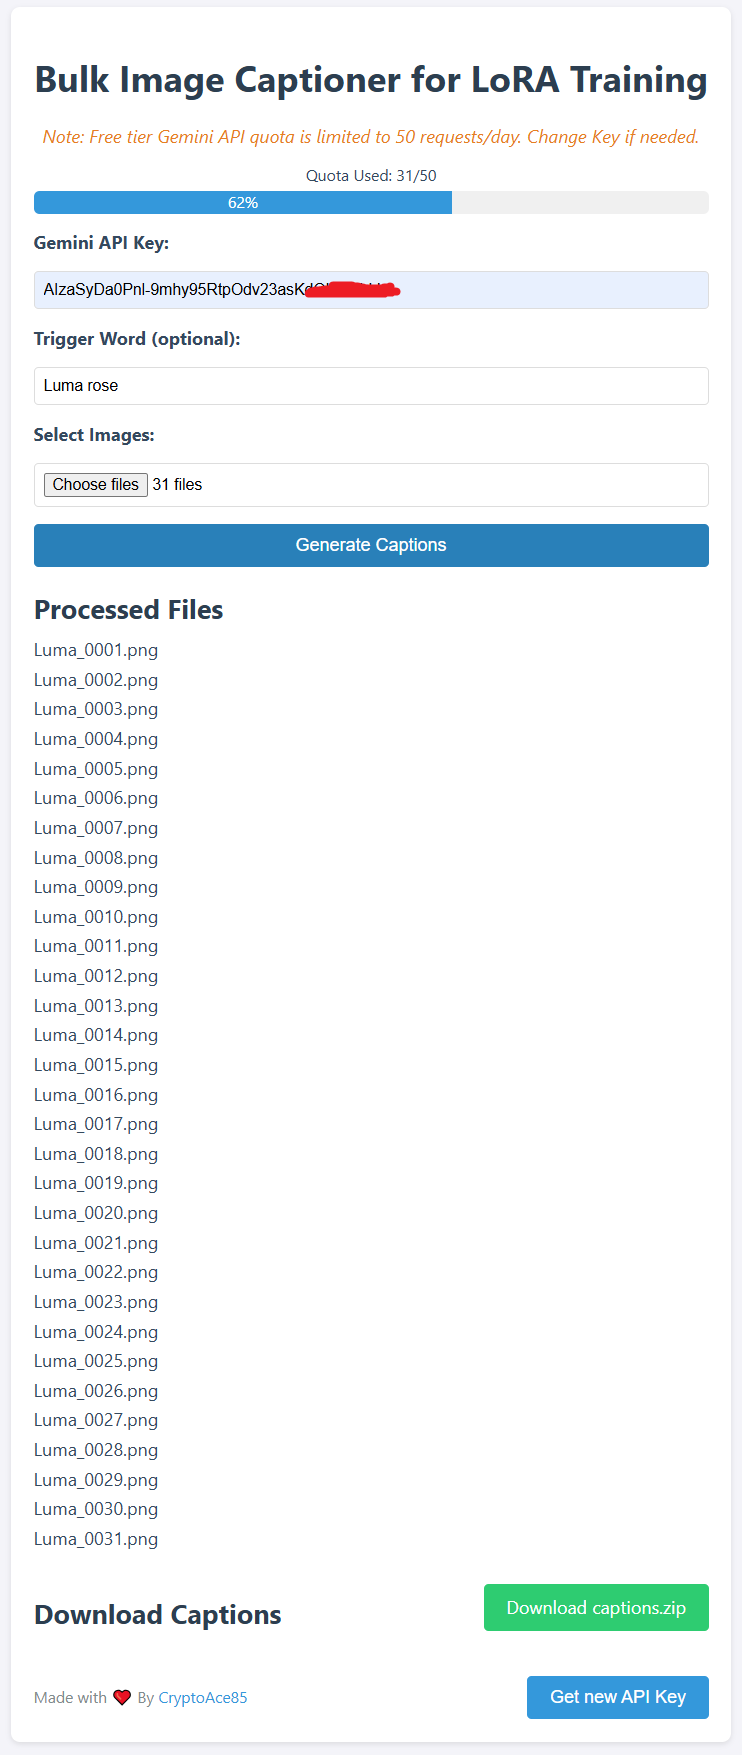 Bulk Image Captioner for LoRA Training
Note: Free tier Gemini API quota is limited to 50 requests/day. Change Key if needed.
Quota Used: 31/50
62%
Gemini API Key:
Trigger Word (optional):
Luma rose
Select Images:
Choose files 31 files
Generate Captions
Processed Files
Luma_0001.png
Luma_0002.png
Luma_0003.png
Luma_0004.png
Luma_0005.png
Luma_0006.png
Luma_0007.png
Luma_0008.png
Luma_0009.png
Luma_0010.png
Luma_0011.png
Luma_0012.png
Luma_0013.png
Luma_0014.png
Luma_0015.png
Luma_0016.png
Luma_0017.png
Luma_0018.png
Luma_0019.png
Luma_0020.png
Luma_0021.png
Luma_0022.png
Luma_0023.png
Luma_0024.png
Luma_0025.png
Luma_0026.png
Luma_0027.png
Luma_0028.png
Luma_0029.png
Luma_0030.png
Luma_0031.png
Download Captions
Download captions.zip
Made with ❤️ By CryptoAce85
Get new API Key